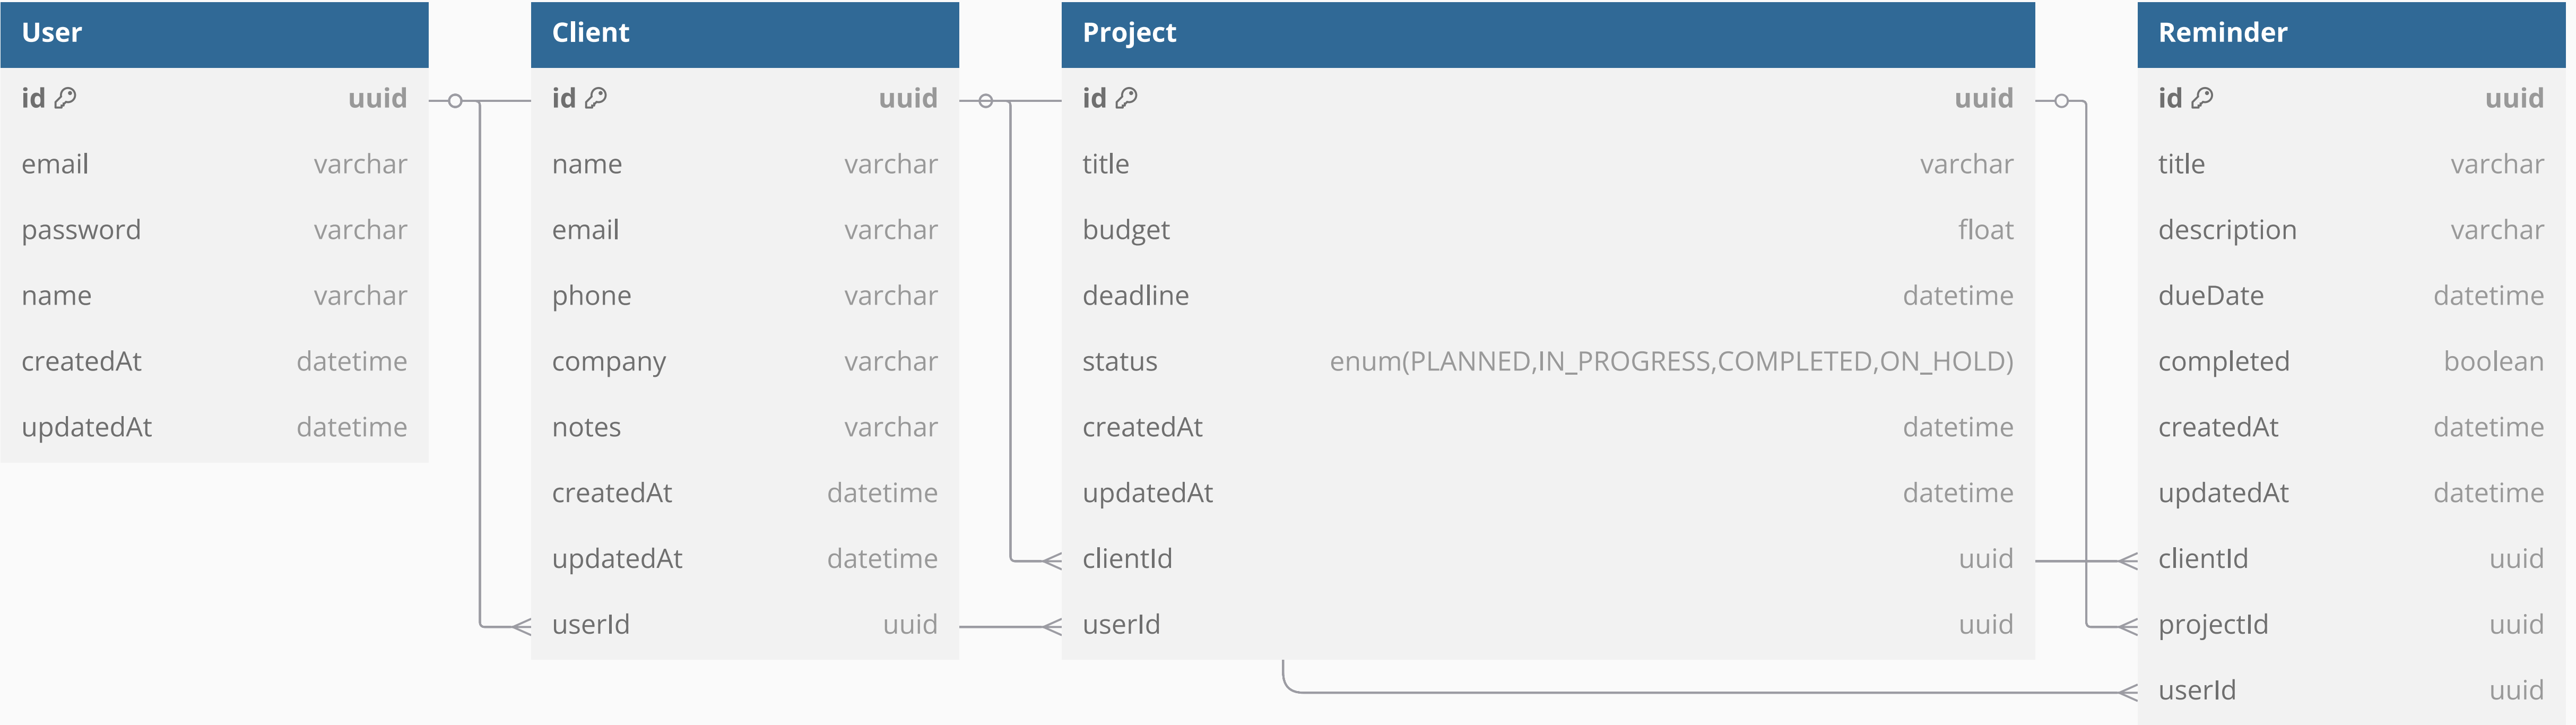 User
id uuid
email varchar
password varchar
name varchar
createdAt datetime
updatedAt datetime
Client
id uuid
name varchar
email varchar
phone varchar
company varchar
notes varchar
createdAt datetime
updatedAt datetime
userId uuid
Project
id uuid
title varchar
budget float
deadline datetime
status enum(PLANNED,IN_PROGRESS,COMPLETED,ON_HOLD)
createdAt datetime
updatedAt datetime
clientId uuid
userId uuid
Reminder
id uuid
title varchar
description varchar
dueDate datetime
completed boolean
createdAt datetime
updatedAt datetime
clientId uuid
projectId uuid
userId uuid